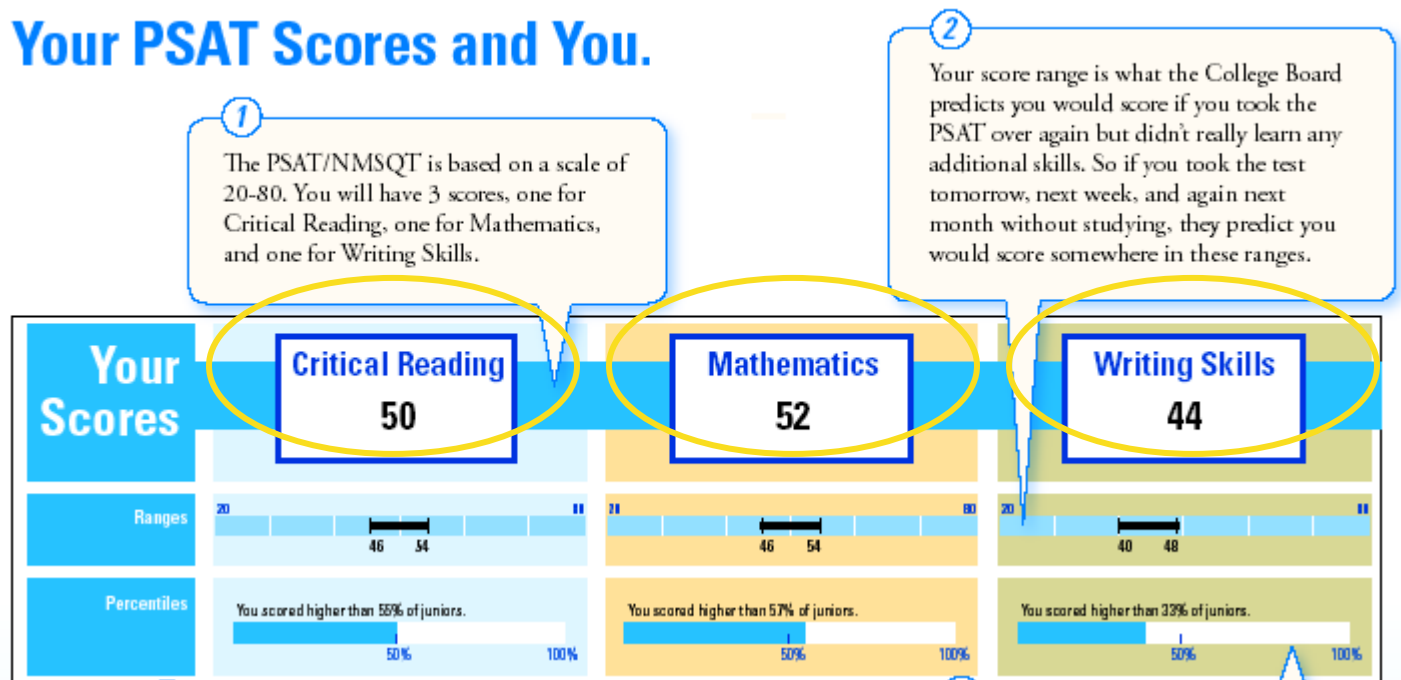 Your PSAT Scores and You.
1
The PSAT/NMSQT is based on a scale of
20-80. You will have 3 scores, one for
Critical Reading, one for Mathematics,
and one for Writing Skills.
2
Your score range is what the College Board
predicts you would score if you took the
PSAT over again but didn't really learn any
additional skills. So if you took the test
tomorrow, next week, and again next
month without studying, they predict you
would score somewhere in these ranges.
Your
Scores
Critical Reading
50
Mathematics
52
Writing Skills
44
Ranges
20
46 54
20 80
46 54
20
40 48
Percentiles
You scored higher than 55% of juniors.
50% 100%
You scored higher than 57% of juniors.
50% 100%
You scored higher than 33% of juniors.
50% 100%